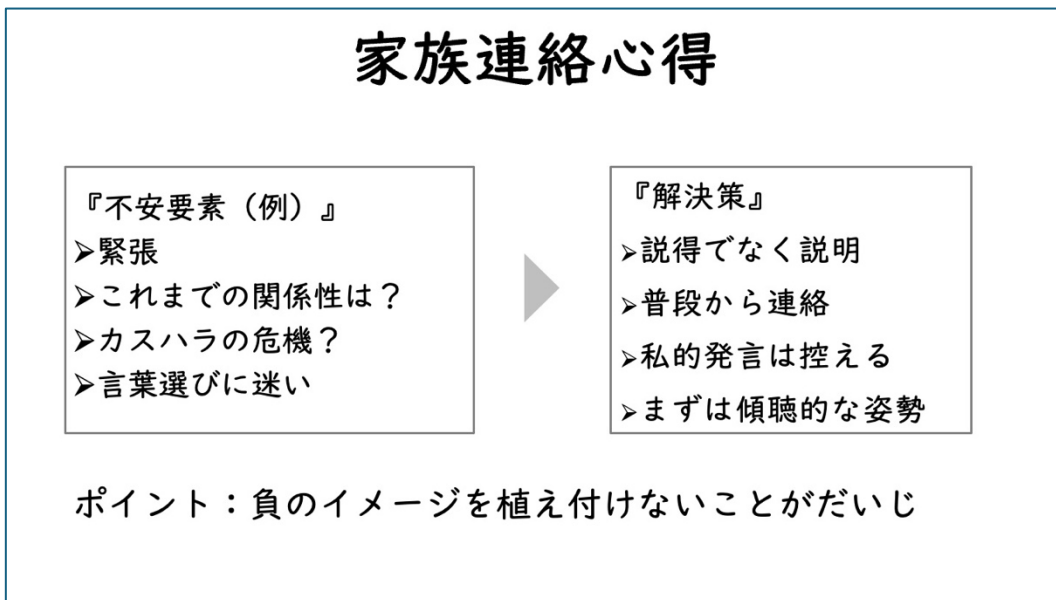 家族連絡心得
『不安要素（例）』
➢緊張
➢これまでの関係性は？
➢カスハラの危機？
➢言葉選びに迷い
『解決策』
➢説得でなく説明
➢普段から連絡
➢私的発言は控える
➢まずは傾聴的な姿勢
ポイント：負のイメージを植え付けないことがだいじ